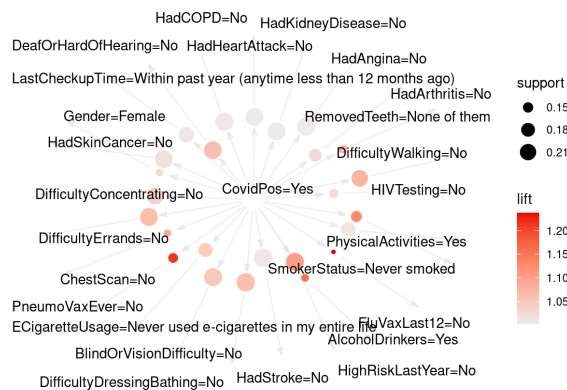 HadCOPD=No
HadKidneyDisease=No
DeafOrHardOfHearing=No
HadHeartAttack=No
HadAngina=No
LastCheckupTime=Within past year (anytime less than 12 months ago)
HadArthritis=No
Gender=Female
RemovedTeeth=None of them
HadSkinCancer=No
DifficultyWalking=No
DifficultyConcentrating=No
CovidPos=Yes
HIVTesting=No
DifficultyErrands=No
PhysicalActivities=Yes
ChestScan=No
SmokerStatus=Never smoked
PneumoVaxEver=No
ECigaretteUsage=Never used e-cigarettes in my entire life
FluVaxLast12=No
AlcoholDrinkers=Yes
BlindOrVisionDifficulty=No
DifficultyDressingBathing=No
HadStroke=No
HighRiskLastYear=No
support
0.15
0.18
0.21
lift
1.20
1.15
1.10
1.05